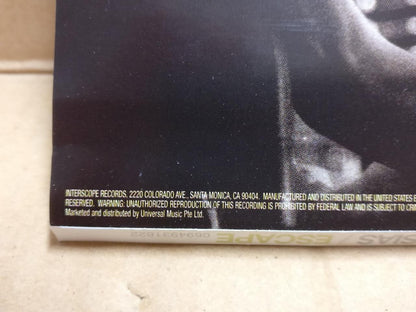 INTERSCOPE RECORDS, 2220 COLORADO AVE. SANTA MONICA, CA 90404. MANUFACTURED AND DISTRIBUTED IN THE UNITED STATES B
RESERVED. WARNING: UNAUTHORIZED REPRODUCTION OF THIS RECORDING IS PROHIBITED BY FEDERAL LAW AND IS SUBJECT TO CRIM
Marketed and distributed by Universal Music Pte Ltd.
SIAS ESCAPE